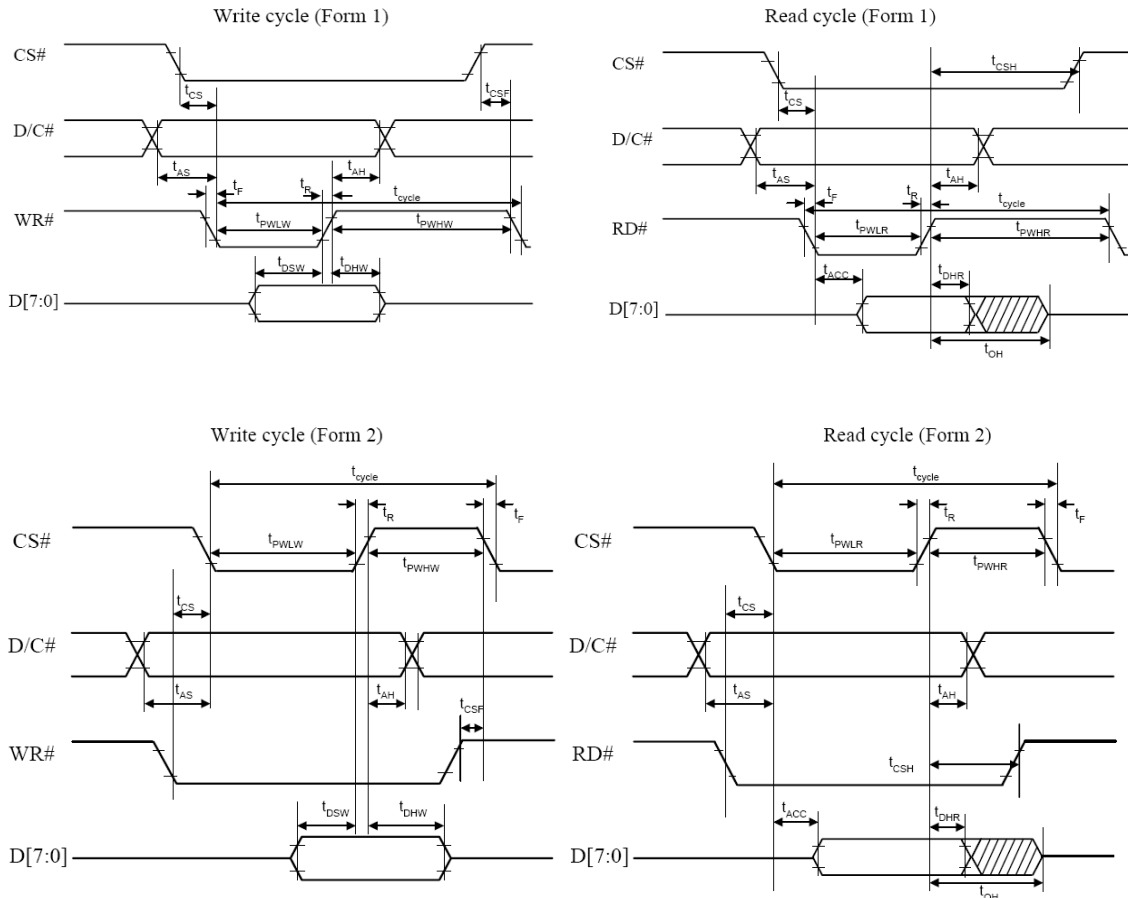 Write cycle (Form 1)
CS#
tCS
tCSF
D/C#
tAS
tAH
tF
tR
tcycle
WR#
tPWLW
tPWHW
tDSW
tDHW
D[7:0]
Read cycle (Form 1)
CS#
tCSH
tCS
D/C#
tAS
tAH
tF
tR
tcycle
RD#
tPWLR
tPWHR
tACC
tDHR
D[7:0]
tOH
Write cycle (Form 2)
tcycle
tR
tF
CS#
tPWLW
tPWHW
tCS
D/C#
tAS
tAH
tCSF
WR#
tDSW
tDHW
D[7:0]
Read cycle (Form 2)
tcycle
tR
tF
CS#
tPWLR
tPWHR
tCS
D/C#
tAS
tAH
RD#
tCSH
tACC
tDHR
D[7:0]
tOH